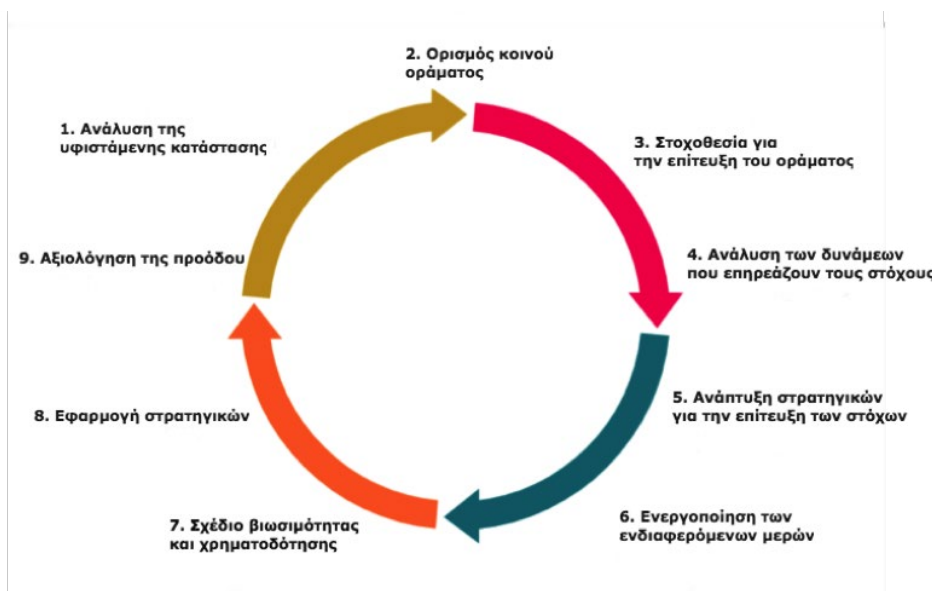 1. Ανάλυση της
υφιστάμενης κατάστασης
2. Ορισμός κοινού
οράματος
3. Στοχοθεσία για
την επίτευξη του οράματος
4. Ανάλυση των δυνάμεων
που επηρεάζουν τους στόχους
5. Ανάπτυξη στρατηγικών
για την επίτευξη των στόχων
6. Ενεργοποίηση των
ενδιαφερόμενων μερών
7. Σχέδιο βιωσιμότητας
και χρηματοδότησης
8. Εφαρμογή στρατηγικών
9. Αξιολόγηση της προόδου